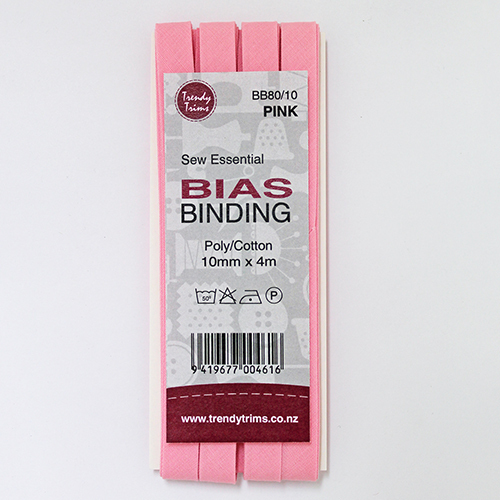 Trendy
Trims
BB80/10
PINK
Sew Essential
BIAS
BINDING
Poly/Cotton
10mm x 4m
50°
P
9 419677 004616
www.trendytrims.co.nz